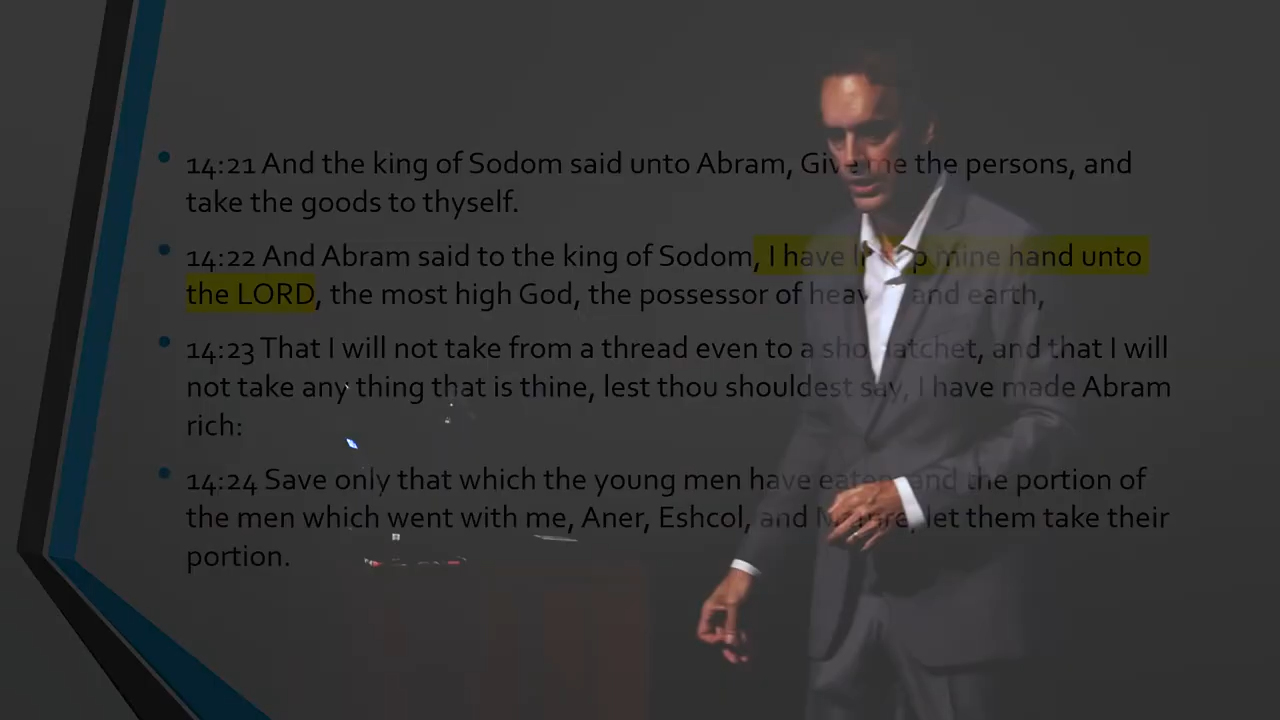 14:21 And the king of Sodom said unto Abram, Give me the persons, and
take the goods to thyself.
14:22 And Abram said to the king of Sodom, I have lift up mine hand unto
the LORD, the most high God, the possessor of heaven and earth,
14:23 That I will not take from a thread even to a shoelatchet, and that I will
not take any thing that is thine, lest thou shouldest say, I have made Abram
rich:
14:24 Save only that which the young men have eaten, and the portion of
the men which went with me, Aner, Eshcol, and Mamre; let them take their
portion.